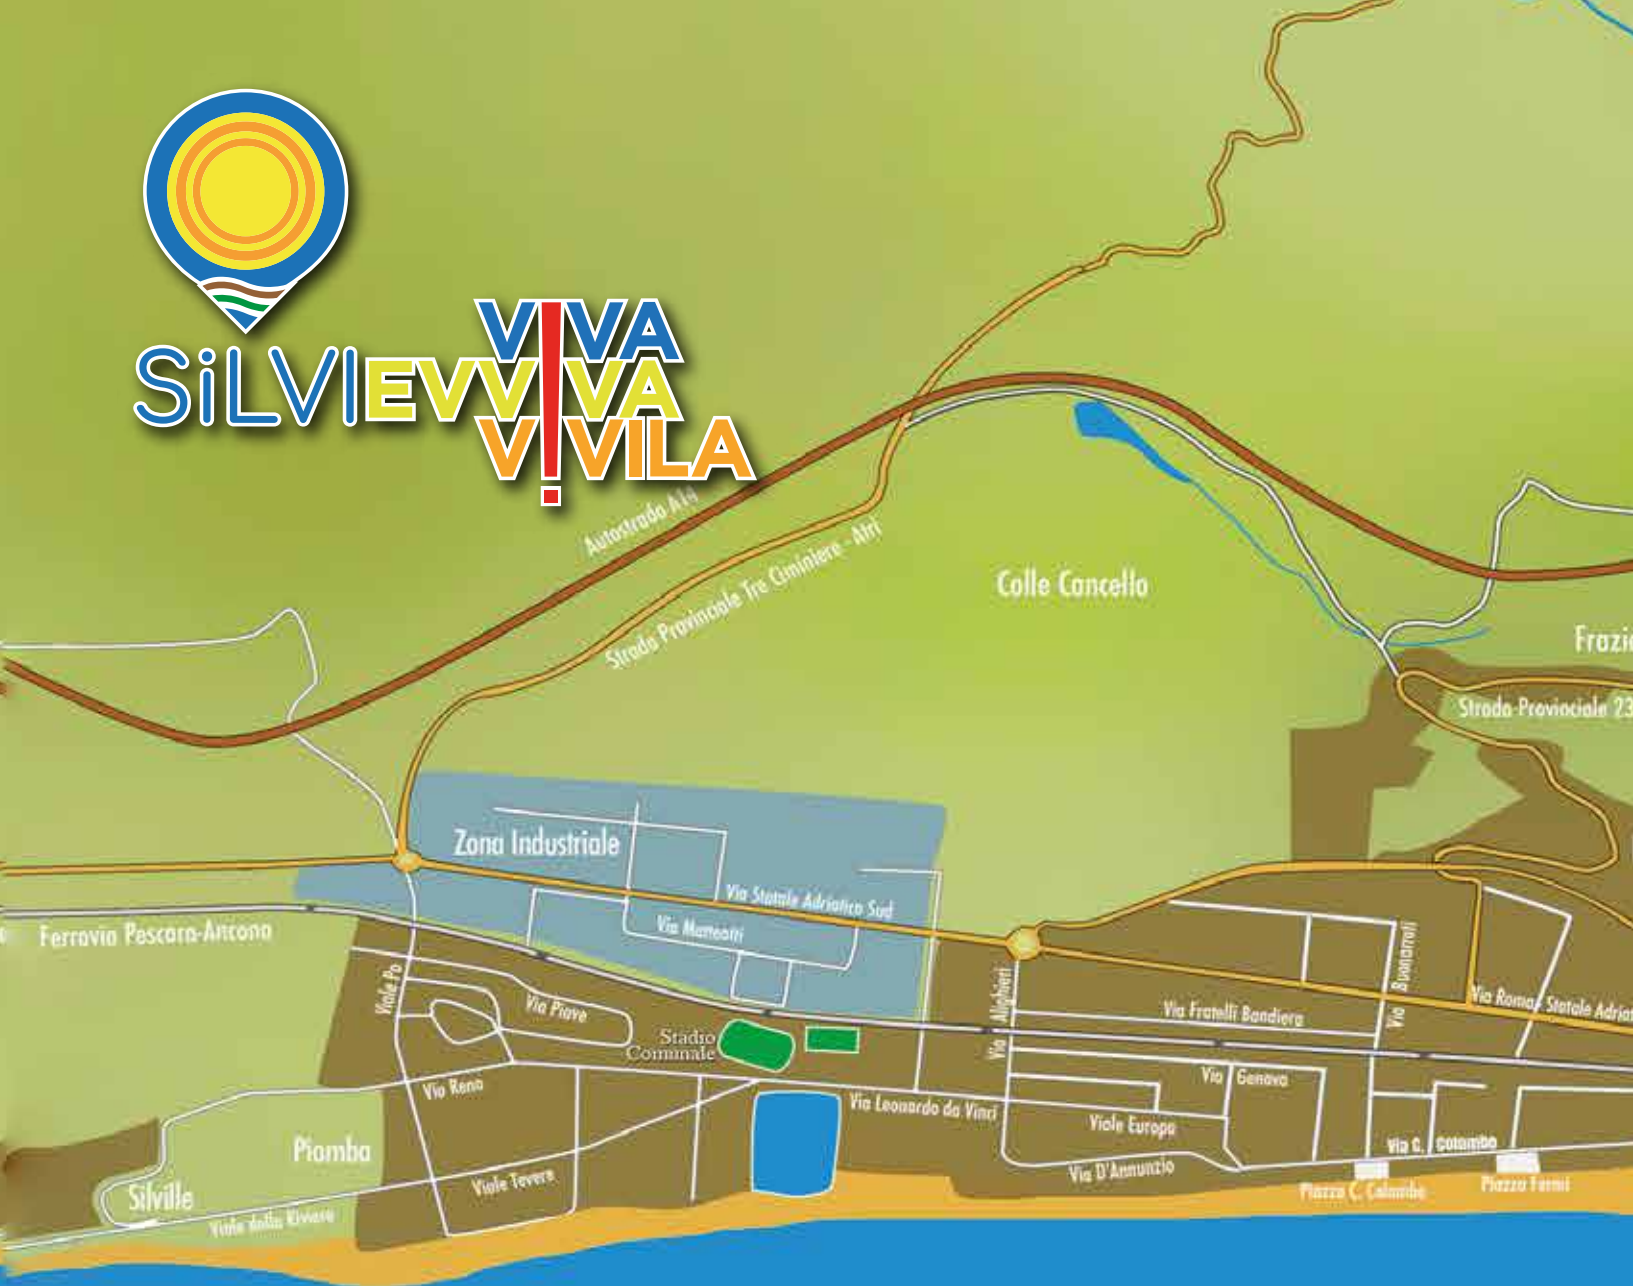 VIVA
SiLVIEVVIVA
VIVILA
Autostrada A14
Strada Provinciale Tre Ciminiere - Atri
Colle Cancello
Strada Provinciale 23
Zona Industriale
Via Statale Adriatica Sud
Via Matteotti
Ferrovia Pescara-Ancona
Viale Po
Via Piave
Stadio
Comunale
Via Alighieri
Via Buonarroti
Via Fratelli Bandiera
Via Roma - Statale Adriat
Via Reno
Via Genova
Via Leonardo da Vinci
Viale Europa
Piomba
Via C. Colombo
Via D'Annunzio
Viale Tevere
Silville
Viale della Riviera
Piazza C. Colombo
Piazza Fermi